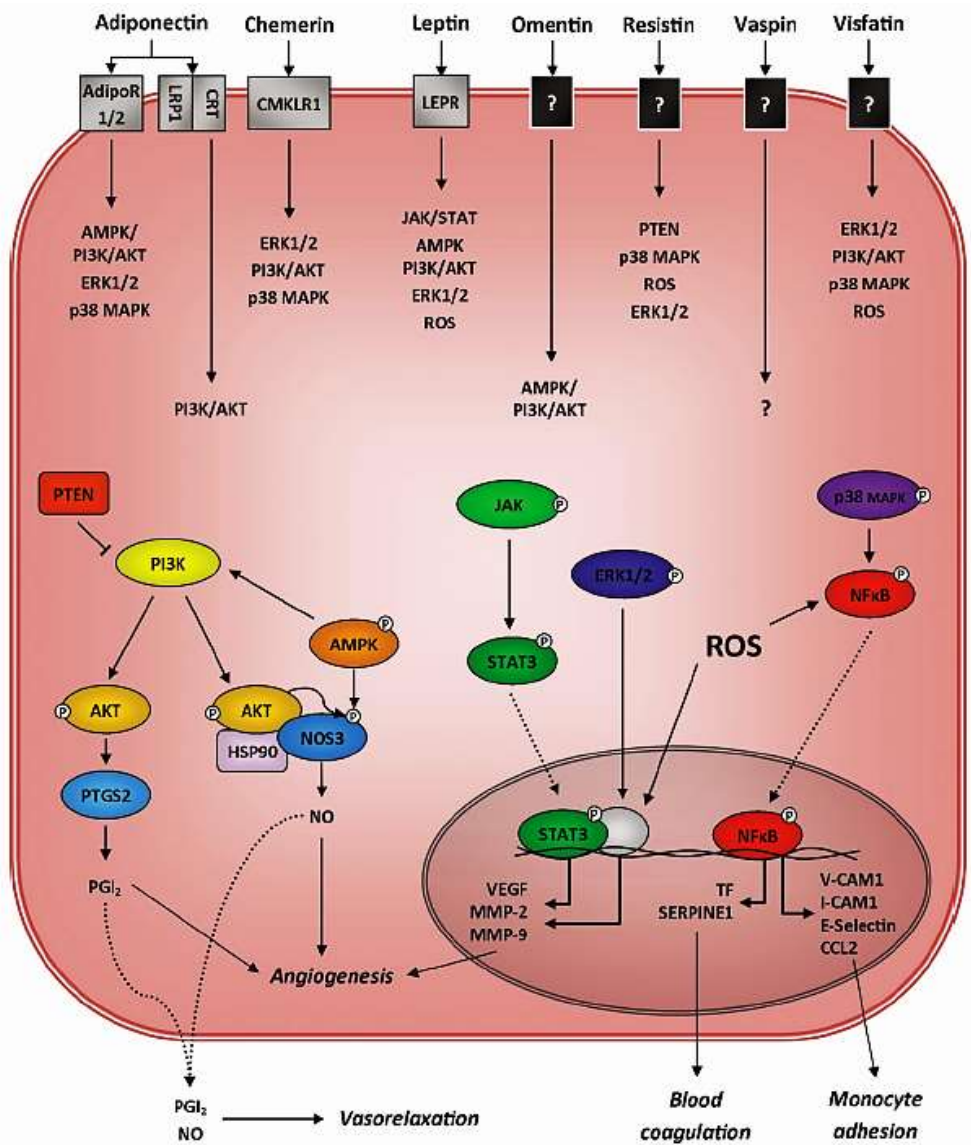 Adiponectin
Chemerin
Leptin
Omentin
Resistin
Vaspin
Visfatin
AdipoR
1/2
LRP1
CRT
CMKLR1
LEPR
?
?
?
?
AMPK/
PI3K/AKT
ERK1/2
p38 MAPK
ERK1/2
PI3K/AKT
p38 MAPK
JAK/STAT
AMPK
PI3K/AKT
ERK1/2
ROS
PTEN
p38 MAPK
ROS
ERK1/2
ERK1/2
PI3K/AKT
p38 MAPK
ROS
PI3K/AKT
AMPK/
PI3K/AKT
?
PTEN
PI3K
JAK
P
p38 MAPK
P
ERK1/2
P
NFκB
P
AMPK
P
STAT3
P
ROS
AKT
P
AKT
P
HSP90
NOS3
P
PTGS2
NO
PGI₂
STAT3
P
NFκB
P
VEGF
MMP-2
MMP-9
TF
SERPINE1
V-CAM1
I-CAM1
E-Selectin
CCL2
Angiogenesis
PGI₂
NO
Vasorelaxation
Blood
coagulation
Monocyte
adhesion